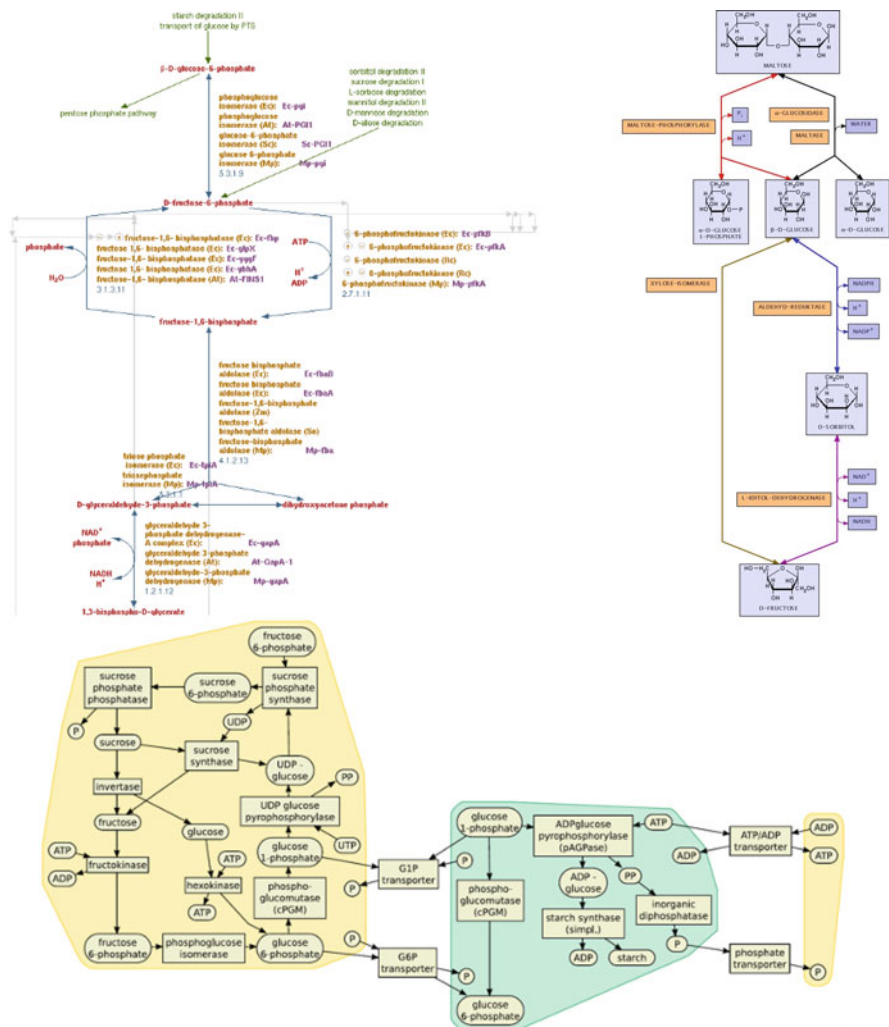 starch degradation II
transport of glucose by PTS
β-D-glucose-6-phosphate
pentose phosphate pathway
phosphoglucose
isomerase (Ec): Ec-pgi
phosphoglucose
isomerase (At): At-PGI1
glucose-6-phosphate
isomerase (Sc): Sc-PGI1
glucose 6-phosphate
isomerase (Mp): Mp-pgi
5.3.1.9
sorbitol degradation II
sucrose degradation I
L-sorbose degradation
mannitol degradation II
D-mannose degradation
D-allose degradation
D-fructose-6-phosphate
phosphate
H₂O
fructose-1,6- bisphosphatase (Ec): Ec-fbp
fructose 1,6- bisphosphatase (Ec): Ec-glpX
fructose 1,6- bisphosphatase (Ec): Ec-yggF
fructose 1,6- bisphosphatase (Ec): Ec-ybhA
fructose-1,6- bisphosphatase (At): At-FINS1
3.1.3.11
ATP
H⁺
ADP
6-phosphofructokinase (Ec): Ec-pfkB
6-phosphofructokinase (Ec): Ec-pfkA
6-phosphofructokinase (Rc)
6-phosphofructokinase (Rc)
6-phosphofructokinase (Mp): Mp-pfkA
2.7.1.11
fructose-1,6-bisphosphate
fructose bisphosphate
aldolase (Ec): Ec-fbaB
fructose bisphosphate
aldolase (Ec): Ec-fbaA
fructose-1,6-bisphosphate
aldolase (Zm)
fructose-1,6-
bisphosphate aldolase (So)
fructose-bisphosphate
aldolase (Mp): Mp-fba
4.1.2.13
triose phosphate
isomerase (Ec): Ec-tpiA
triosephosphate
isomerase (Mp): Mp-tpiA
5.3.1.1
D-glyceraldehyde-3-phosphate
dihydroxyacetone phosphate
NAD⁺
phosphate
NADH
H⁺
glyceraldehyde 3-
phosphate dehydrogenase-
A complex (Ec): Ec-gapA
glyceraldehyde 3-phosphate
dehydrogenase (At): At-GapA-1
glyceraldehyde-3-phosphate
dehydrogenase (Mp): Mp-gapA
1.2.1.12
1,3-bisphospho-D-glycerate
MALTOSE
MALTOSE-PHOSPHORYLASE
Pᵢ
H⁺
α-GLUCOSIDASE
MALTASE
WATER
α-D-GLUCOSE
1-PHOSPHATE
β-D-GLUCOSE
α-D-GLUCOSE
XYLOSE-ISOMERASE
ALDEHYD-REDUKTASE
NADPH
H⁺
NADP⁺
D-SORBITOL
L-IDITOL-DEHYDROGENASE
NAD⁺
H⁺
NADH
D-FRUCTOSE
fructose
6-phosphate
sucrose
phosphate
phosphatase
sucrose
6-phosphate
sucrose
phosphate
synthase
P
UDP
sucrose
sucrose
synthase
UDP -
glucose
PP
invertase
UDP glucose
pyrophosphorylase
fructose
glucose
UTP
ATP
ADP
fructokinase
ATP
hexokinase
ATP
glucose
1-phosphate
phospho-
glucomutase
(cPGM)
fructose
6-phosphate
phosphoglucose
isomerase
glucose
6-phosphate
G1P
transporter
P
P
P
G6P
transporter
P
glucose
1-phosphate
phospho-
glucomutase
(cPGM)
glucose
6-phosphate
ADPglucose
pyrophosphorylase
(pAGPase)
ATP
ADP
ADP -
glucose
PP
starch synthase
(simpl.)
ADP
starch
inorganic
diphosphatase
P
ATP/ADP
transporter
ADP
ATP
phosphate
transporter
P